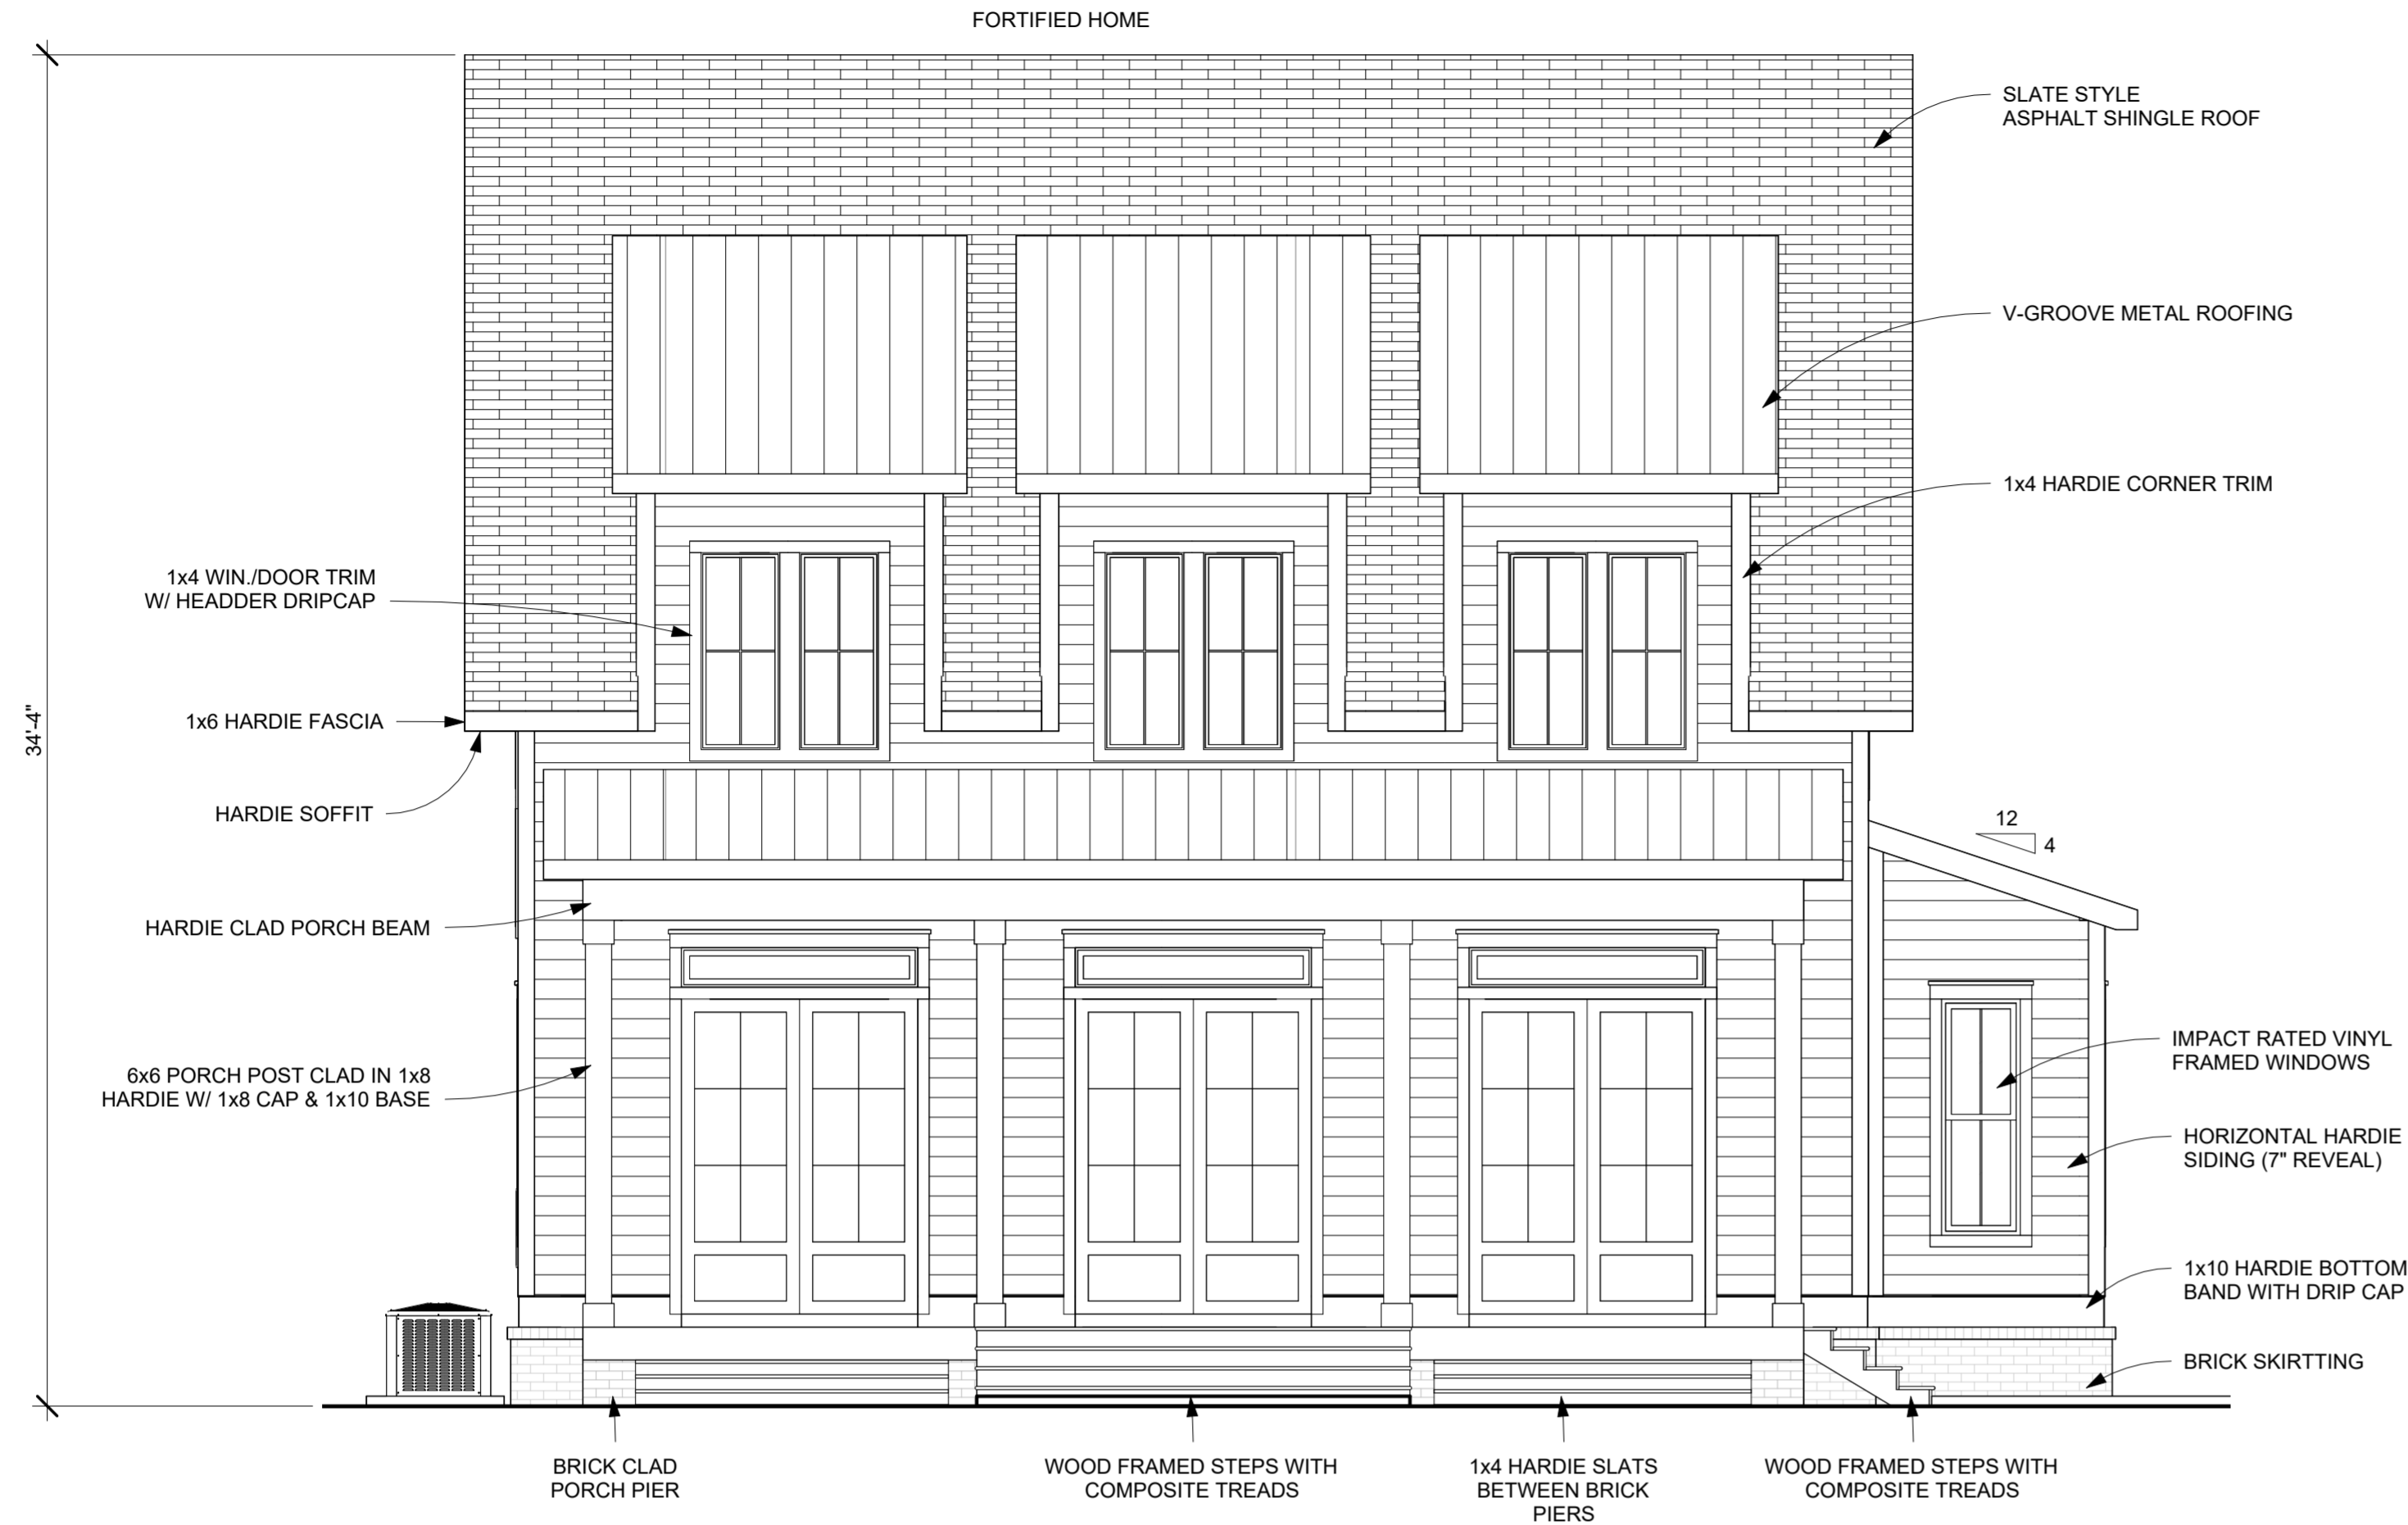 FORTIFIED HOME
SLATE STYLE
ASPHALT SHINGLE ROOF
V-GROOVE METAL ROOFING
1x4 HARDIE CORNER TRIM
1x4 WIN./DOOR TRIM
W/ HEADDER DRIPCAP
1x6 HARDIE FASCIA
34'-4"
HARDIE SOFFIT
12
4
HARDIE CLAD PORCH BEAM
6x6 PORCH POST CLAD IN 1x8
HARDIE W/ 1x8 CAP & 1x10 BASE
IMPACT RATED VINYL
FRAMED WINDOWS
HORIZONTAL HARDIE
SIDING (7" REVEAL)
1x10 HARDIE BOTTOM
BAND WITH DRIP CAP
BRICK SKIRTTING
BRICK CLAD
PORCH PIER
WOOD FRAMED STEPS WITH
COMPOSITE TREADS
1x4 HARDIE SLATS
BETWEEN BRICK
PIERS
WOOD FRAMED STEPS WITH
COMPOSITE TREADS